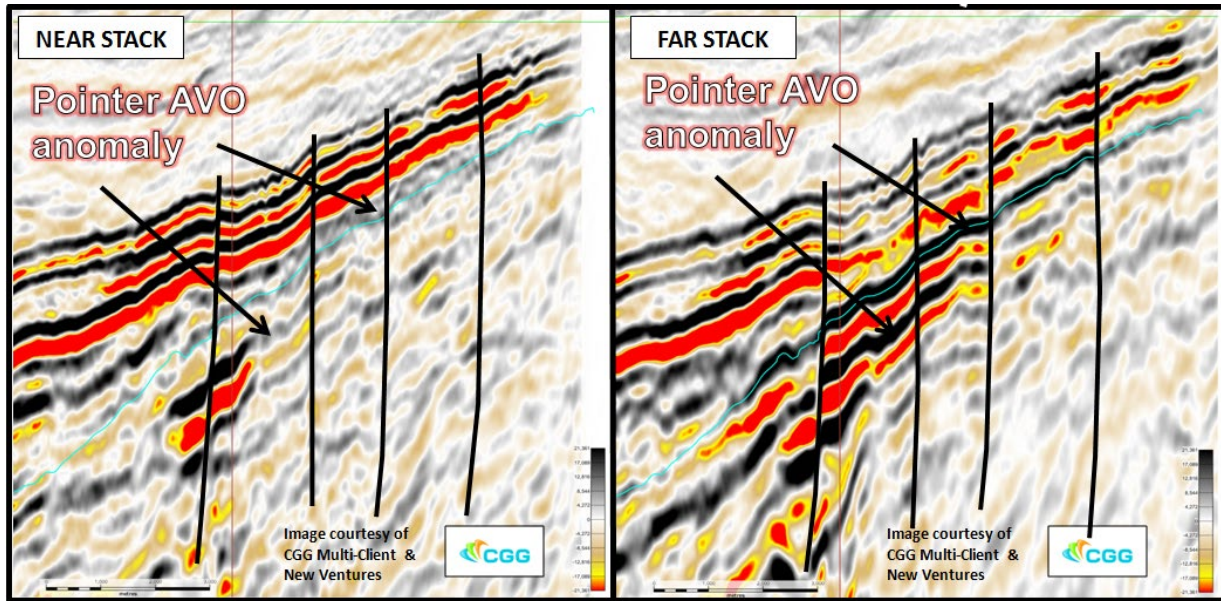 NEAR STACK
Pointer AVO
anomaly
Image courtesy of
CGG Multi-Client &
New Ventures
CGG
FAR STACK
Pointer AVO
anomaly
Image courtesy of
CGG Multi-Client &
New Ventures
CGG